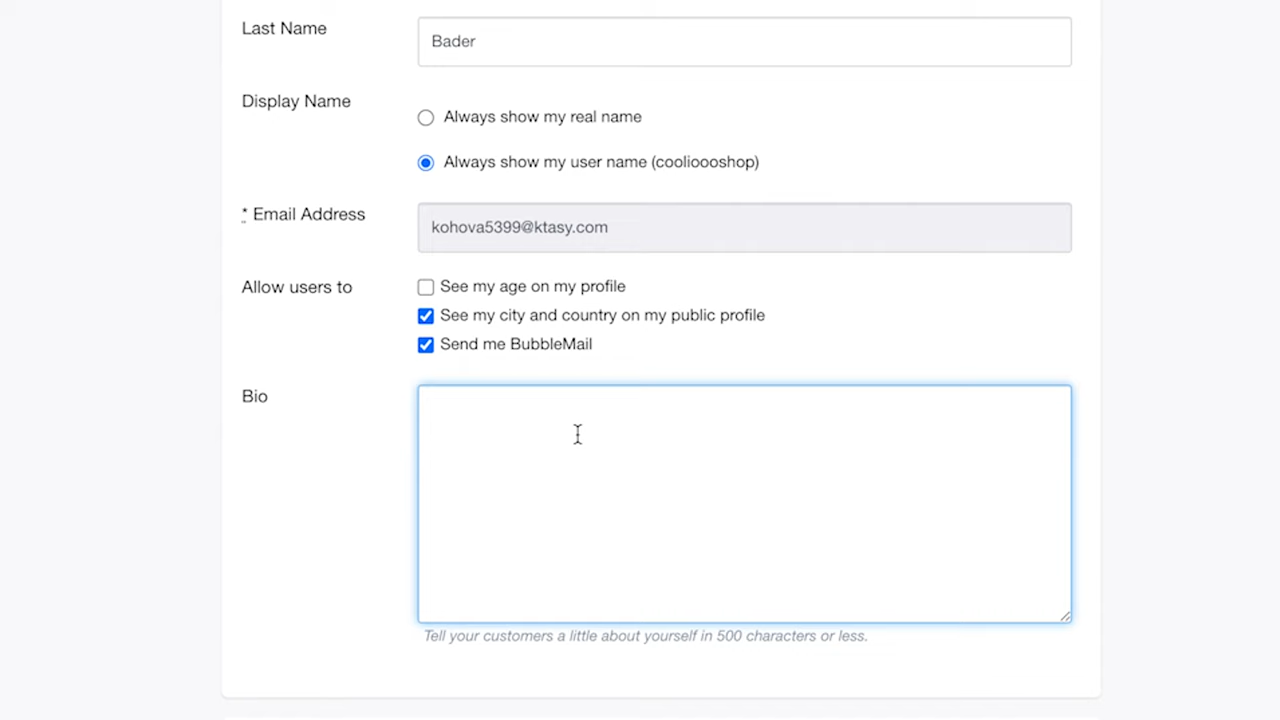 Last Name
Bader
Display Name
Always show my real name
Always show my user name (coolioooshop)
* Email Address
kohova5399@ktasy.com
Allow users to
See my age on my profile
See my city and country on my public profile
Send me BubbleMail
Bio
Tell your customers a little about yourself in 500 characters or less.